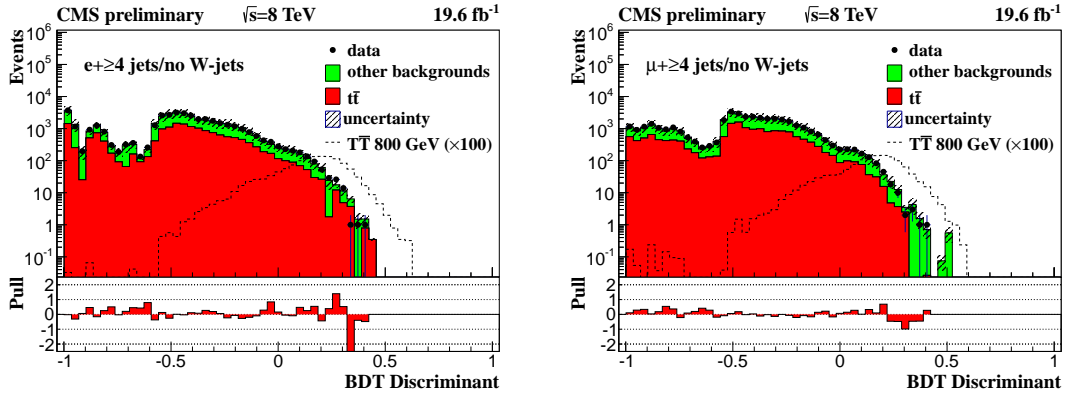 CMS preliminary √s=8 TeV 19.6 fb⁻¹
Events
10⁶
10⁵
10⁴
10³
10²
10
1
10⁻¹
e+≥4 jets/no W-jets
data
other backgrounds
tt̄
uncertainty
TT̄ 800 GeV (×100)
Pull
2
1
0
-1
-2
-1 -0.5 0 0.5 1
BDT Discriminant
CMS preliminary √s=8 TeV 19.6 fb⁻¹
Events
10⁶
10⁵
10⁴
10³
10²
10
1
10⁻¹
μ+≥4 jets/no W-jets
data
other backgrounds
tt̄
uncertainty
TT̄ 800 GeV (×100)
Pull
2
1
0
-1
-2
-1 -0.5 0 0.5 1
BDT Discriminant